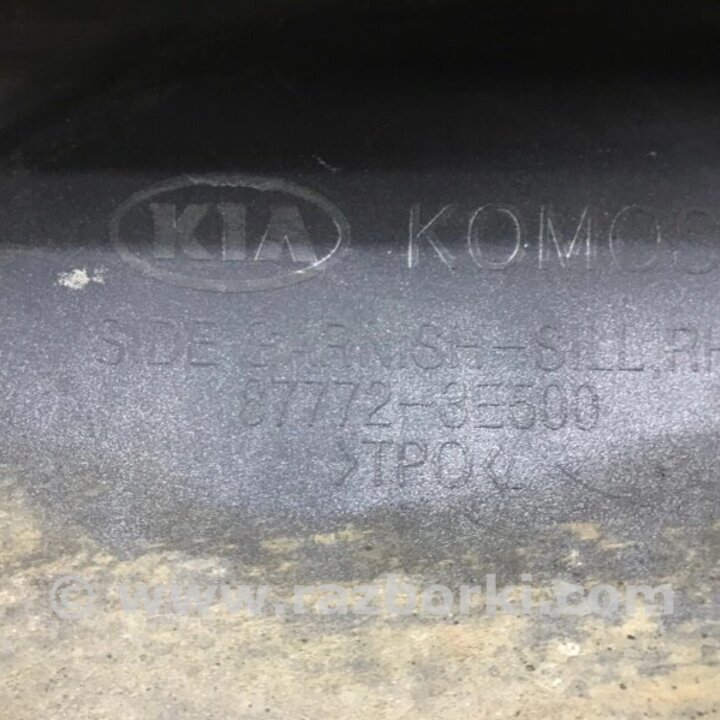 KIA KOMOS
SIDE GARNISH-SILL,RH
87772-3E500
>TPO<
© www.razborki.com